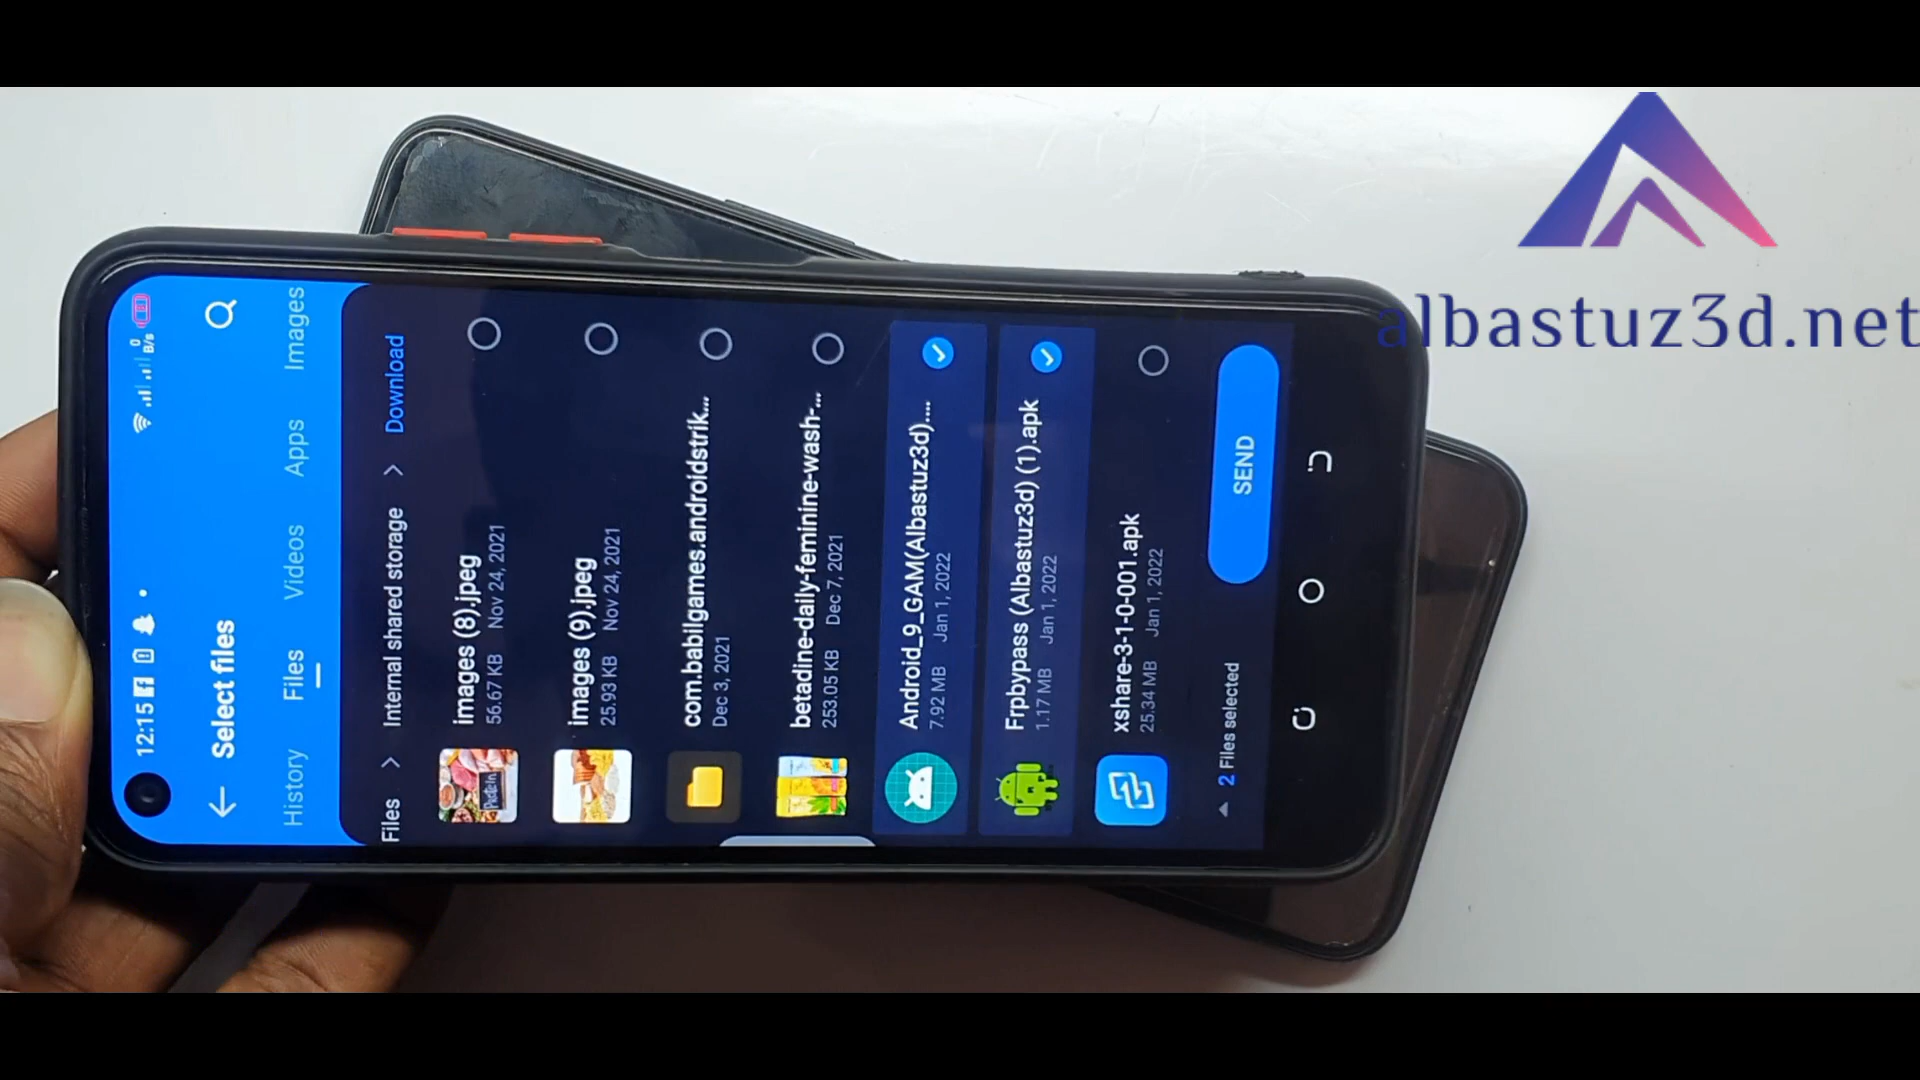 albastuz3d.net
12:15
0
B/s
Select files
History Files Videos Apps Images
Files > Internal shared storage > Download
images (8).jpeg
56.67 KB Nov 24, 2021
images (9).jpeg
25.93 KB Nov 24, 2021
com.babilgames.androidstrik...
Dec 3, 2021
betadine-daily-feminine-wash-...
253.05 KB Dec 7, 2021
Android_9_GAM(Albastuz3d)....
7.92 MB Jan 1, 2022
Frpbypass (Albastuz3d) (1).apk
1.17 MB Jan 1, 2022
xshare-3-1-0-001.apk
25.34 MB Jan 1, 2022
2 Files selected
SEND